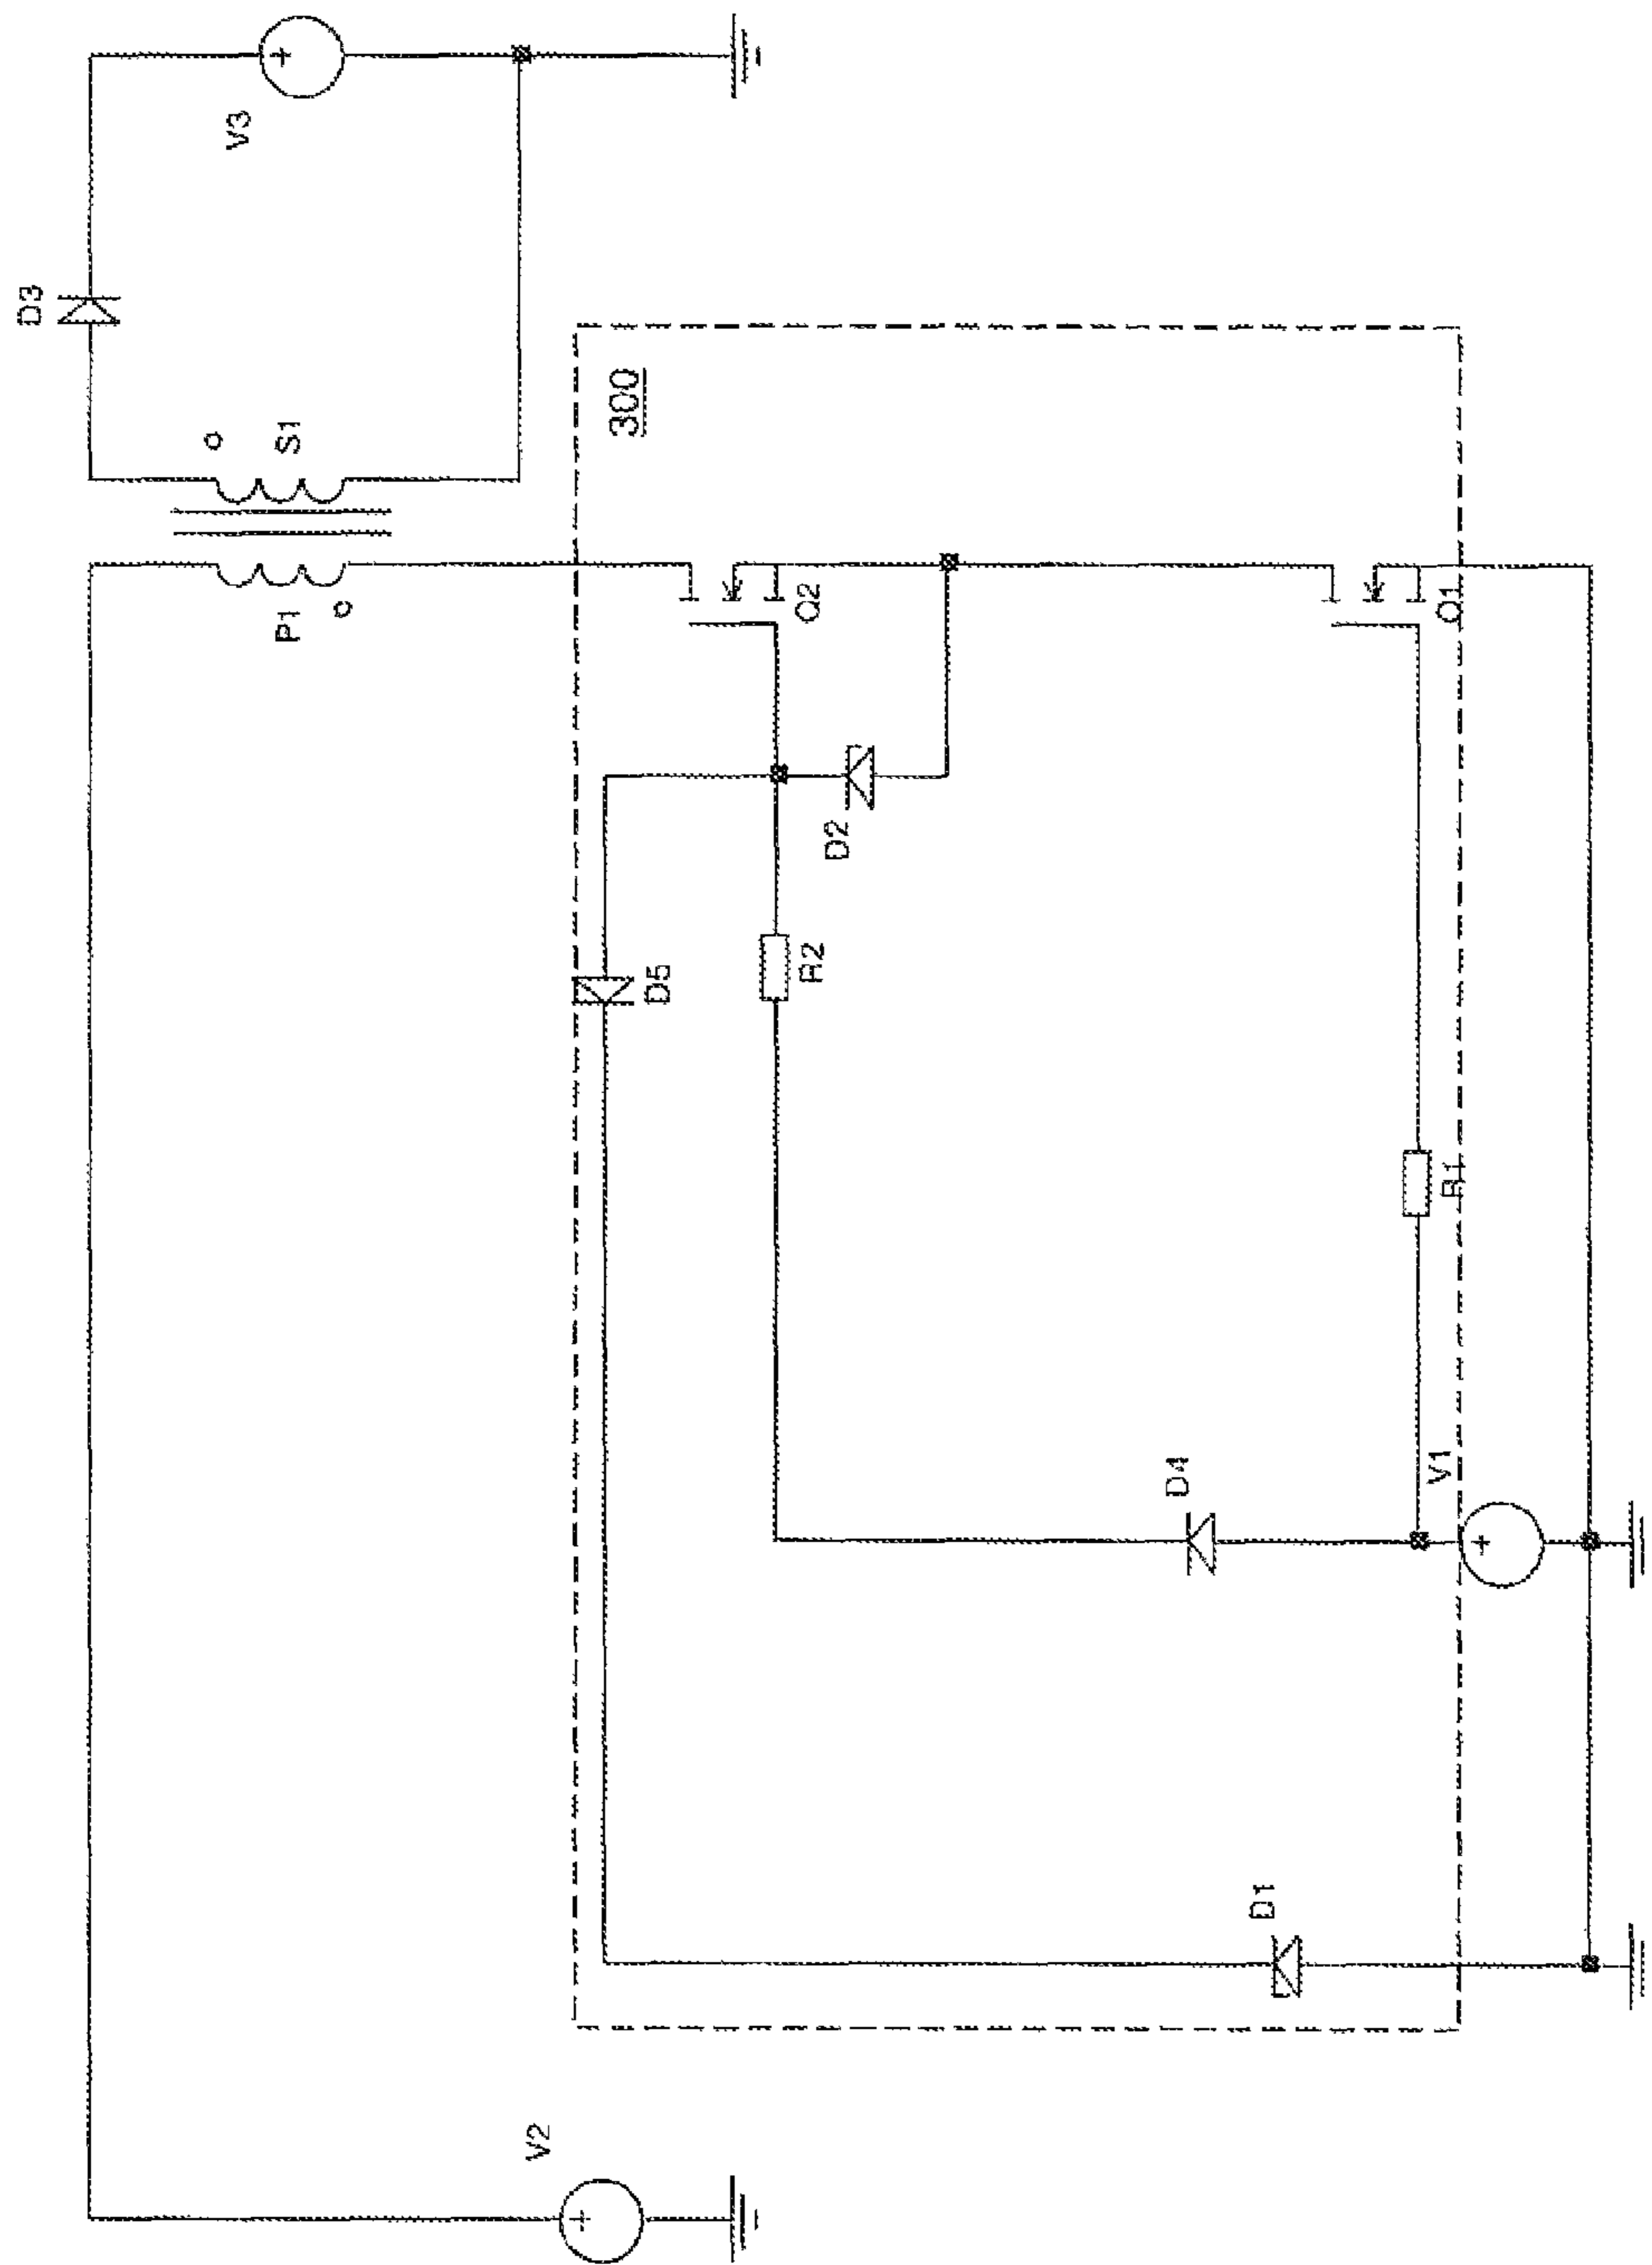 D3
V3
+
S1
P1
300
Q2
D2
D5
R2
Q1
R1
D4
V1
+
D1
V2
+